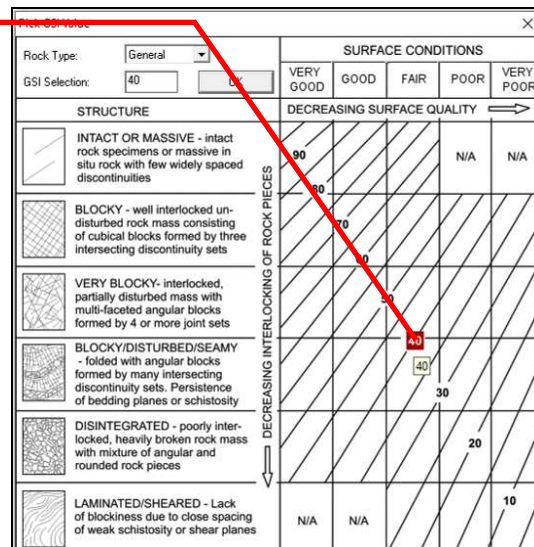 Pick GSI Value
Rock Type: General
GSI Selection: 40 OK
SURFACE CONDITIONS
VERY GOOD
GOOD
FAIR
POOR
VERY POOR
STRUCTURE
DECREASING SURFACE QUALITY
DECREASING INTERLOCKING OF ROCK PIECES
INTACT OR MASSIVE - intact
rock specimens or massive in
situ rock with few widely spaced
discontinuities
BLOCKY - well interlocked un-
disturbed rock mass consisting
of cubical blocks formed by three
intersecting discontinuity sets
VERY BLOCKY- interlocked,
partially disturbed mass with
multi-faceted angular blocks
formed by 4 or more joint sets
BLOCKY/DISTURBED/SEAMY
- folded with angular blocks
formed by many intersecting
discontinuity sets. Persistence
of bedding planes or schistosity
DISINTEGRATED - poorly inter-
locked, heavily broken rock mass
with mixture of angular and
rounded rock pieces
LAMINATED/SHEARED - Lack
of blockiness due to close spacing
of weak schistosity or shear planes
90
N/A
N/A
80
70
60
50
40
40
30
20
10
N/A
N/A